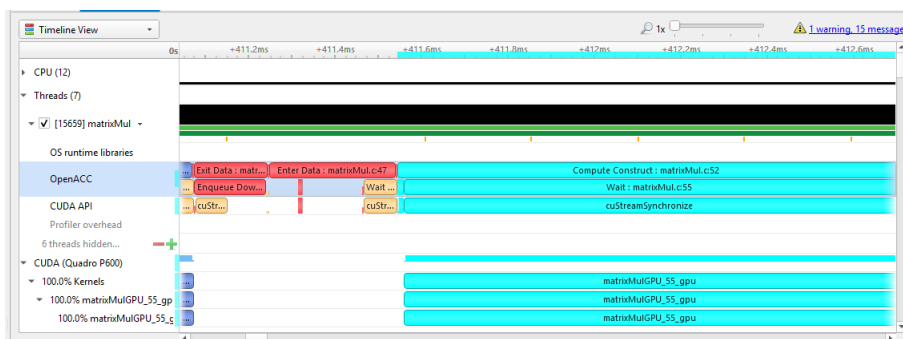 Timeline View 1x 1 warning, 15 message
0s +411.2ms +411.4ms +411.6ms +411.8ms +412ms +412.2ms +412.4ms +412.6ms
CPU (12)
Threads (7)
[15659] matrixMul
OS runtime libraries
OpenACC
... Exit Data : matr... Enter Data : matrixMul.c:47 Compute Construct : matrixMul.c:52
... Enqueue Dow... Wait ... Wait : matrixMul.c:55
CUDA API ... cuStr... cuStr... cuStreamSynchronize
Profiler overhead
6 threads hidden...
CUDA (Quadro P600)
100.0% Kernels ... matrixMulGPU_55_gpu
100.0% matrixMulGPU_55_gp ... matrixMulGPU_55_gpu
100.0% matrixMulGPU_55_g ... matrixMulGPU_55_gpu